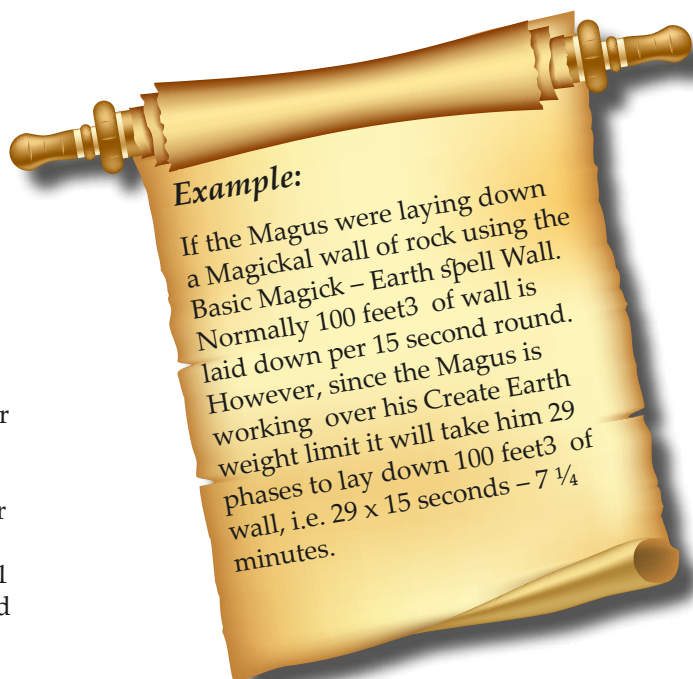 Example:
If the Magus were laying down
a Magickal wall of rock using the
Basic Magick – Earth spell Wall.
Normally 100 feet3 of wall is
laid down per 15 second round.
However, since the Magus is
working over his Create Earth
weight limit it will take him 29
phases to lay down 100 feet3 of
wall, i.e. 29 x 15 seconds – 7 ¼
minutes.
r
r